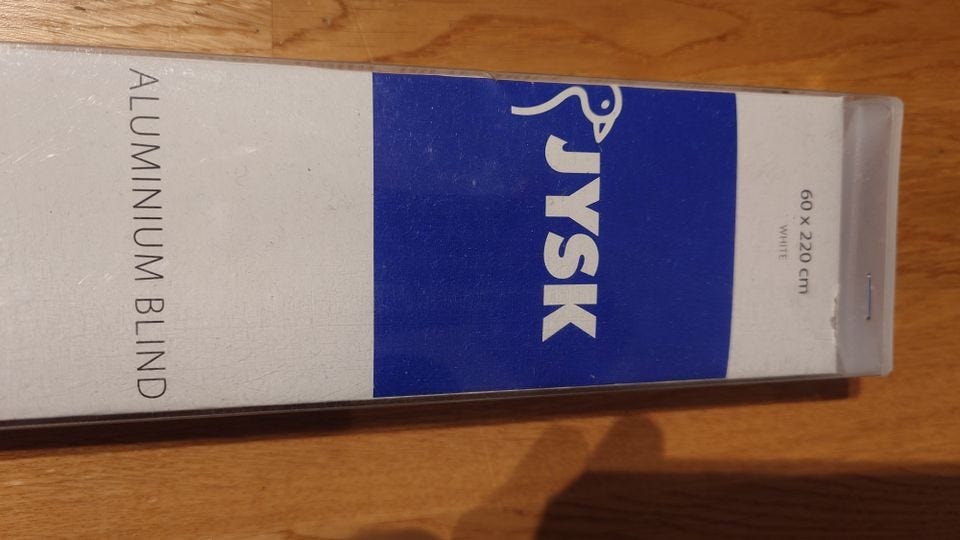 60 x 220 cm
WHITE
JYSK
ALUMINIUM BLIND